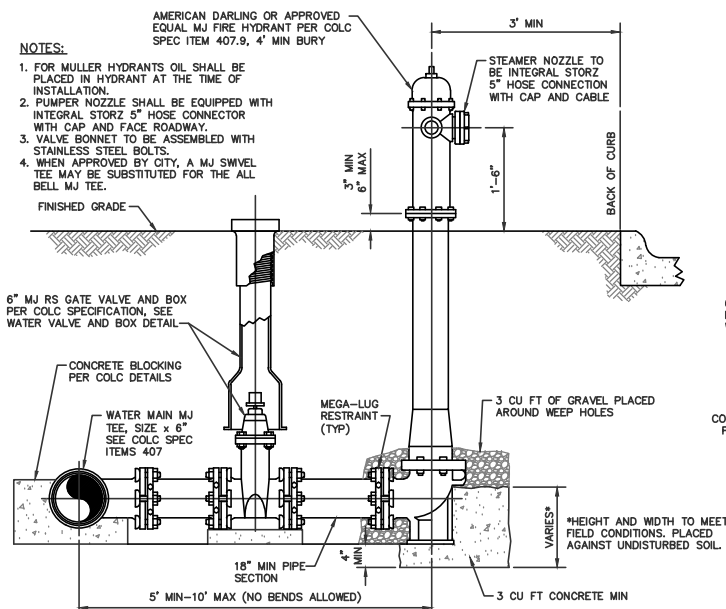 AMERICAN DARLING OR APPROVED
EQUAL MJ FIRE HYDRANT PER COLC
SPEC ITEM 407.9, 4' MIN BURY
3' MIN
NOTES:
1. FOR MULLER HYDRANTS OIL SHALL BE
PLACED IN HYDRANT AT THE TIME OF
INSTALLATION.
2. PUMPER NOZZLE SHALL BE EQUIPPED WITH
INTEGRAL STORZ 5" HOSE CONNECTOR
WITH CAP AND FACE ROADWAY.
3. VALVE BONNET TO BE ASSEMBLED WITH
STAINLESS STEEL BOLTS.
4. WHEN APPROVED BY CITY, A MJ SWIVEL
TEE MAY BE SUBSTITUTED FOR THE ALL
BELL MJ TEE.
STEAMER NOZZLE TO
BE INTEGRAL STORZ
5" HOSE CONNECTION
WITH CAP AND CABLE
3" MIN
6" MAX
1'-6"
BACK OF CURB
FINISHED GRADE
6" MJ RS GATE VALVE AND BOX
PER COLC SPECIFICATION, SEE
WATER VALVE AND BOX DETAIL
CONCRETE BLOCKING
PER COLC DETAILS
WATER MAIN MJ
TEE, SIZE x 6"
SEE COLC SPEC
ITEMS 407
MEGA-LUG
RESTRAINT
(TYP)
3 CU FT OF GRAVEL PLACED
AROUND WEEP HOLES
CO
F
VARIES*
*HEIGHT AND WIDTH TO MEET
FIELD CONDITIONS. PLACED
AGAINST UNDISTURBED SOIL.
18" MIN PIPE
SECTION
4"
MIN
5' MIN-10' MAX (NO BENDS ALLOWED)
3 CU FT CONCRETE MIN